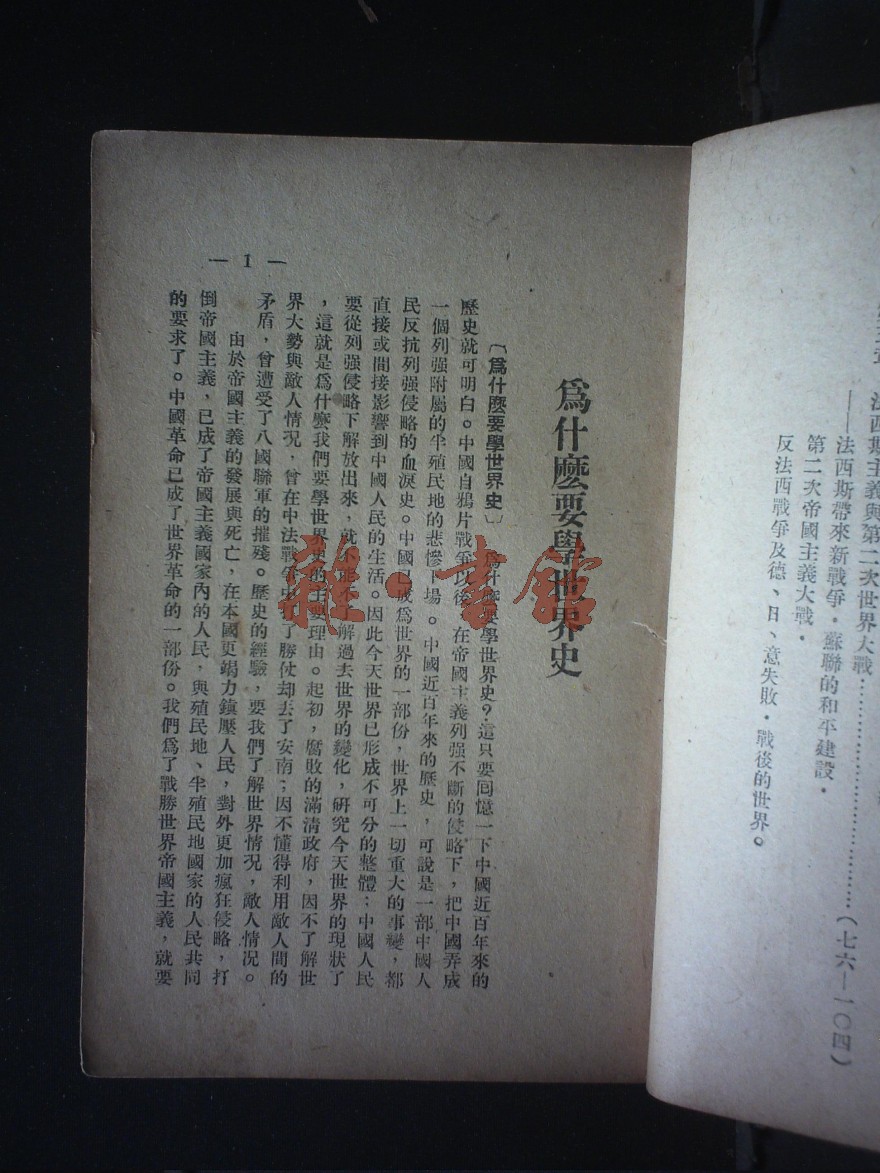 法西斯主義與第二次世界大戰……………………(七六—一〇四)
——法西斯帶來新戰爭·蘇聯的和平建設·
第二次帝國主義大戰·
反法西戰爭及德、日、意失敗·戰後的世界。
爲什麽要學世界史
〔爲什麽要學世界史〕 爲什麽要學世界史?這只要回憶一下中國近百年來的
歷史就可明白。中國自鴉片戰爭以後,在帝國主義列强不斷的侵略下,把中國弄成
一個列强附屬的半殖民地的悲慘下場。中國近百年來的歷史,可說是一部中國人
民反抗列强侵略的血淚史。中國已成爲世界的一部份,世界上一切重大的事變,都
直接或間接影響到中國人民的生活。因此今天世界已形成不可分的整體;中國人民
要從列强侵略下解放出來,就不能不了解過去世界的變化,研究今天世界的現狀了
,這就是爲什麽我們要學世界史的主要理由。起初,腐敗的滿清政府,因不了解世
界大勢與敵人情況,曾在中法戰爭中打了勝仗却去了安南;因不懂得利用敵人間的
矛盾,曾遭受了八國聯軍的摧殘。歷史的經驗,要我們了解世界情況,敵人情況。
由於帝國主義的發展與死亡,在本國更竭力鎮壓人民,對外更加瘋狂侵略,打
倒帝國主義,已成了帝國主義國家內的人民,與殖民地、半殖民地國家的人民共同
的要求了。中國革命已成了世界革命的一部份。我們爲了戰勝世界帝國主義,就要
— 1 —
雜·書館